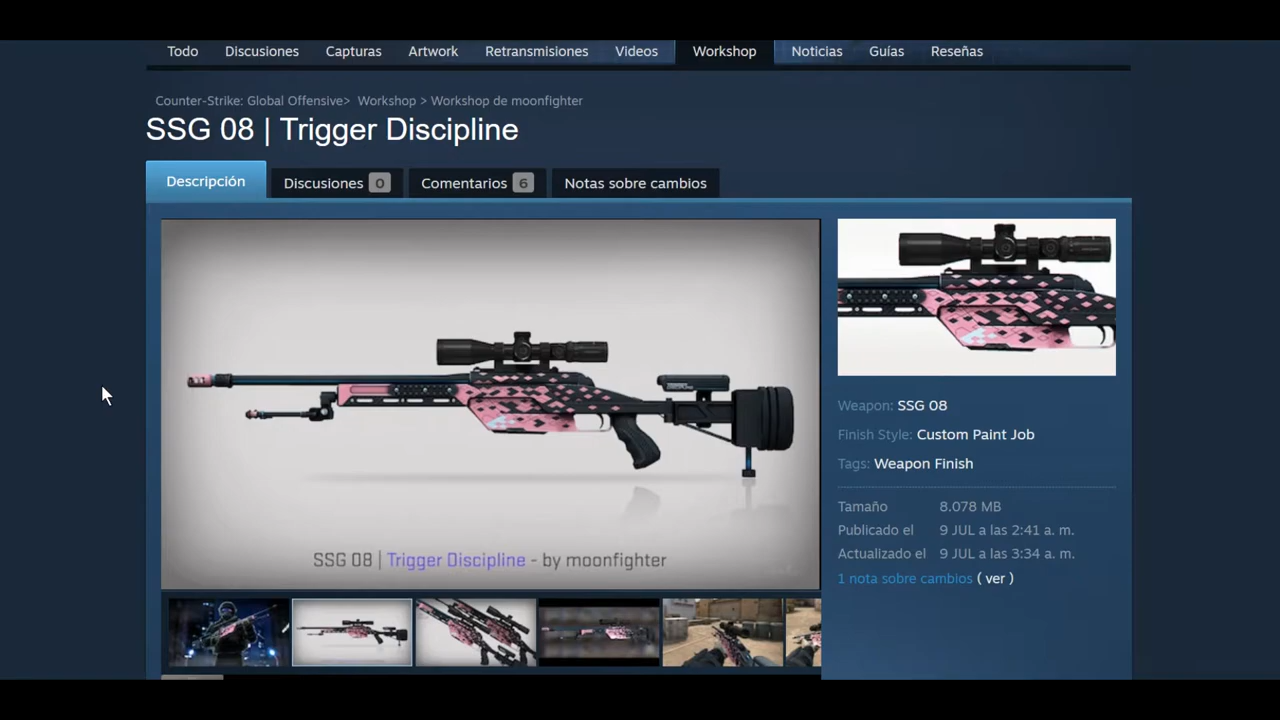 Todo Discusiones Capturas Artwork Retransmisiones Videos Workshop Noticias Guías Reseñas
Counter-Strike: Global Offensive> Workshop > Workshop de moonfighter
SSG 08 | Trigger Discipline
Descripción Discusiones 0 Comentarios 6 Notas sobre cambios
Weapon: SSG 08
Finish Style: Custom Paint Job
Tags: Weapon Finish
Tamaño 8.078 MB
Publicado el 9 JUL a las 2:41 a. m.
Actualizado el 9 JUL a las 3:34 a. m.
1 nota sobre cambios ( ver )
SSG 08 | Trigger Discipline - by moonfighter